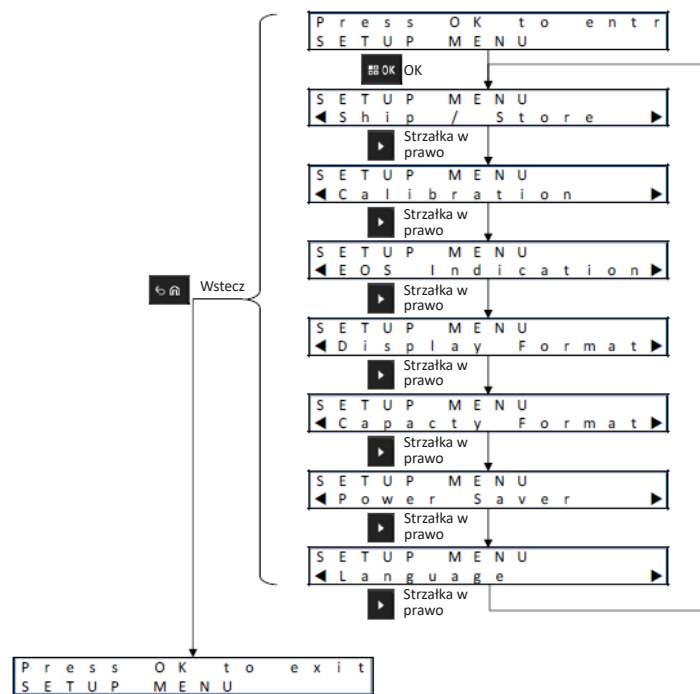 Press OK to entr
SETUP MENU
OK OK
SETUP MENU
◀Ship / Store ▶
Strzałka w
prawo
SETUP MENU
◀Calibration ▶
Strzałka w
prawo
SETUP MENU
◀EOS Indication▶
Wstecz
Strzałka w
prawo
SETUP MENU
◀Display Format▶
Strzałka w
prawo
SETUP MENU
◀Capacty Format▶
Strzałka w
prawo
SETUP MENU
◀Power Saver ▶
Strzałka w
prawo
SETUP MENU
◀Language ▶
Strzałka w
prawo
Press OK to exit
SETUP MENU